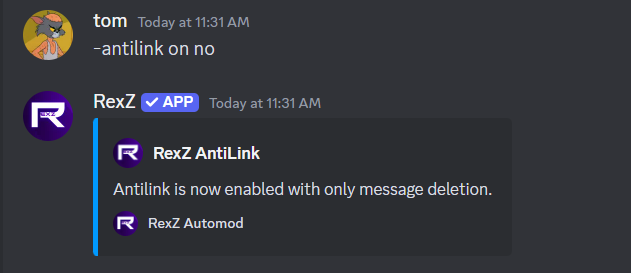 tom Today at 11:31 AM
-antilink on no
RexZ APP Today at 11:31 AM
RexZ AntiLink
Antilink is now enabled with only message deletion.
RexZ Automod